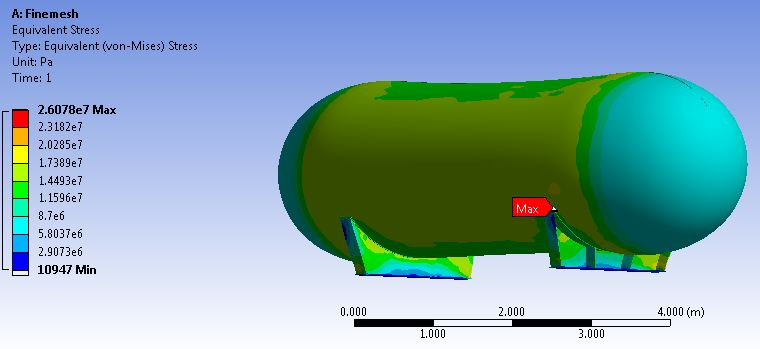 A: Finemesh
Equivalent Stress
Type: Equivalent (von-Mises) Stress
Unit: Pa
Time: 1
2.6078e7 Max
2.3182e7
2.0285e7
1.7389e7
1.4493e7
1.1596e7
8.7e6
5.8037e6
2.9073e6
10947 Min
Max
0.000 2.000 4.000 (m)
1.000 3.000